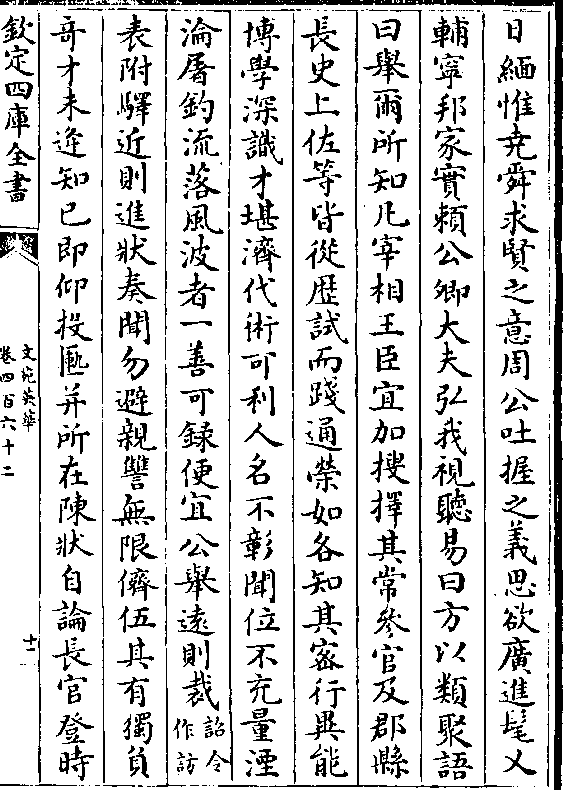 日緬惟堯舜求賢之意周公吐握之義思欲廣進髦乂
輔寧邦家實賴公卿大夫弘我視聽易曰方以類聚語
曰舉爾所知凡宰相王臣宜加搜擇其常參官及郡縣
長史上佐等皆從歴試而踐通榮如各知其宻行異能
博學深識才堪濟代術可利人名不彰聞位不充量湮
淪屠釣流落風波者一善可録便宜公舉遠則裁詔令作訪
表附驛近則進狀奏聞勿避親讐無限儕伍其有獨負
奇才未逢知己即仰投匭并所在陳狀自論長官登時
欽定四庫全書
文苑英華
卷四百六十二
十二